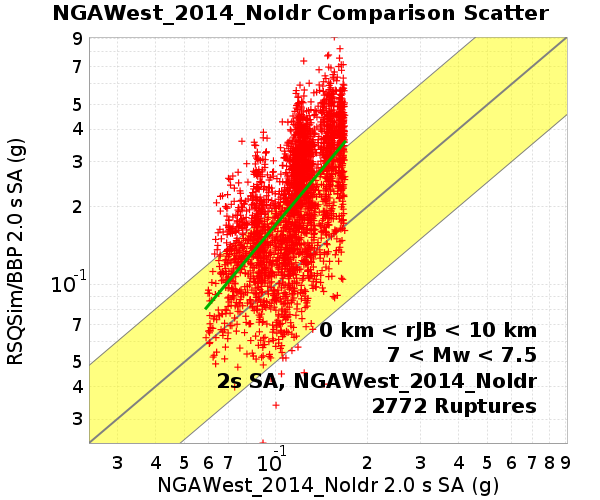 NGAWest_2014_NoIdr Comparison Scatter
9
7
5
4
3
2
10-1
7
5
4
3
RSQSim/BBP 2.0 s SA (g)
0 km < rJB < 10 km
7 < Mw < 7.5
2s SA, NGAWest_2014_NoIdr
2772 Ruptures
3 4 5 6 7 10-1 2 3 4 5 6 7 8 9
NGAWest_2014_NoIdr 2.0 s SA (g)